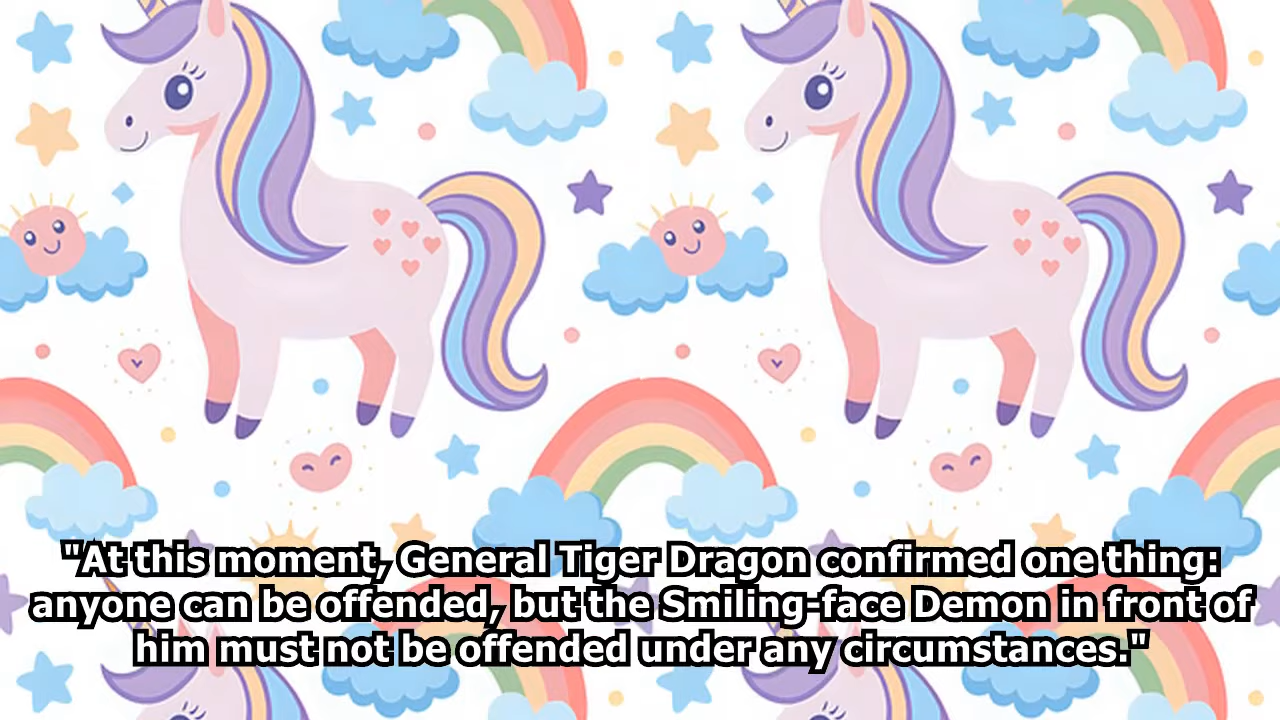 "At this moment, General Tiger Dragon confirmed one thing:
anyone can be offended, but the Smiling-face Demon in front of
him must not be offended under any circumstances."